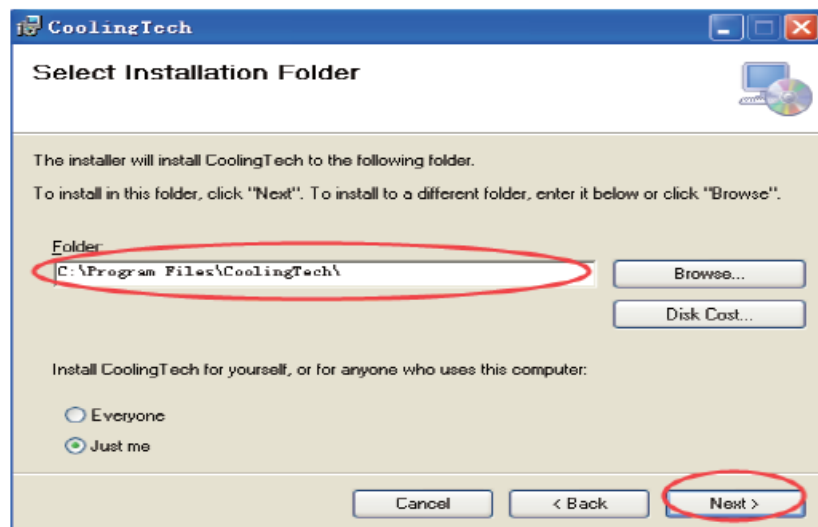 CoolingTech
Select Installation Folder
The installer will install CoolingTech to the following folder.
To install in this folder, click "Next". To install to a different folder, enter it below or click "Browse".
Folder:
C:\Program Files\CoolingTech\
Browse...
Disk Cost...
Install CoolingTech for yourself, or for anyone who uses this computer:
Everyone
Just me
Cancel
< Back
Next >